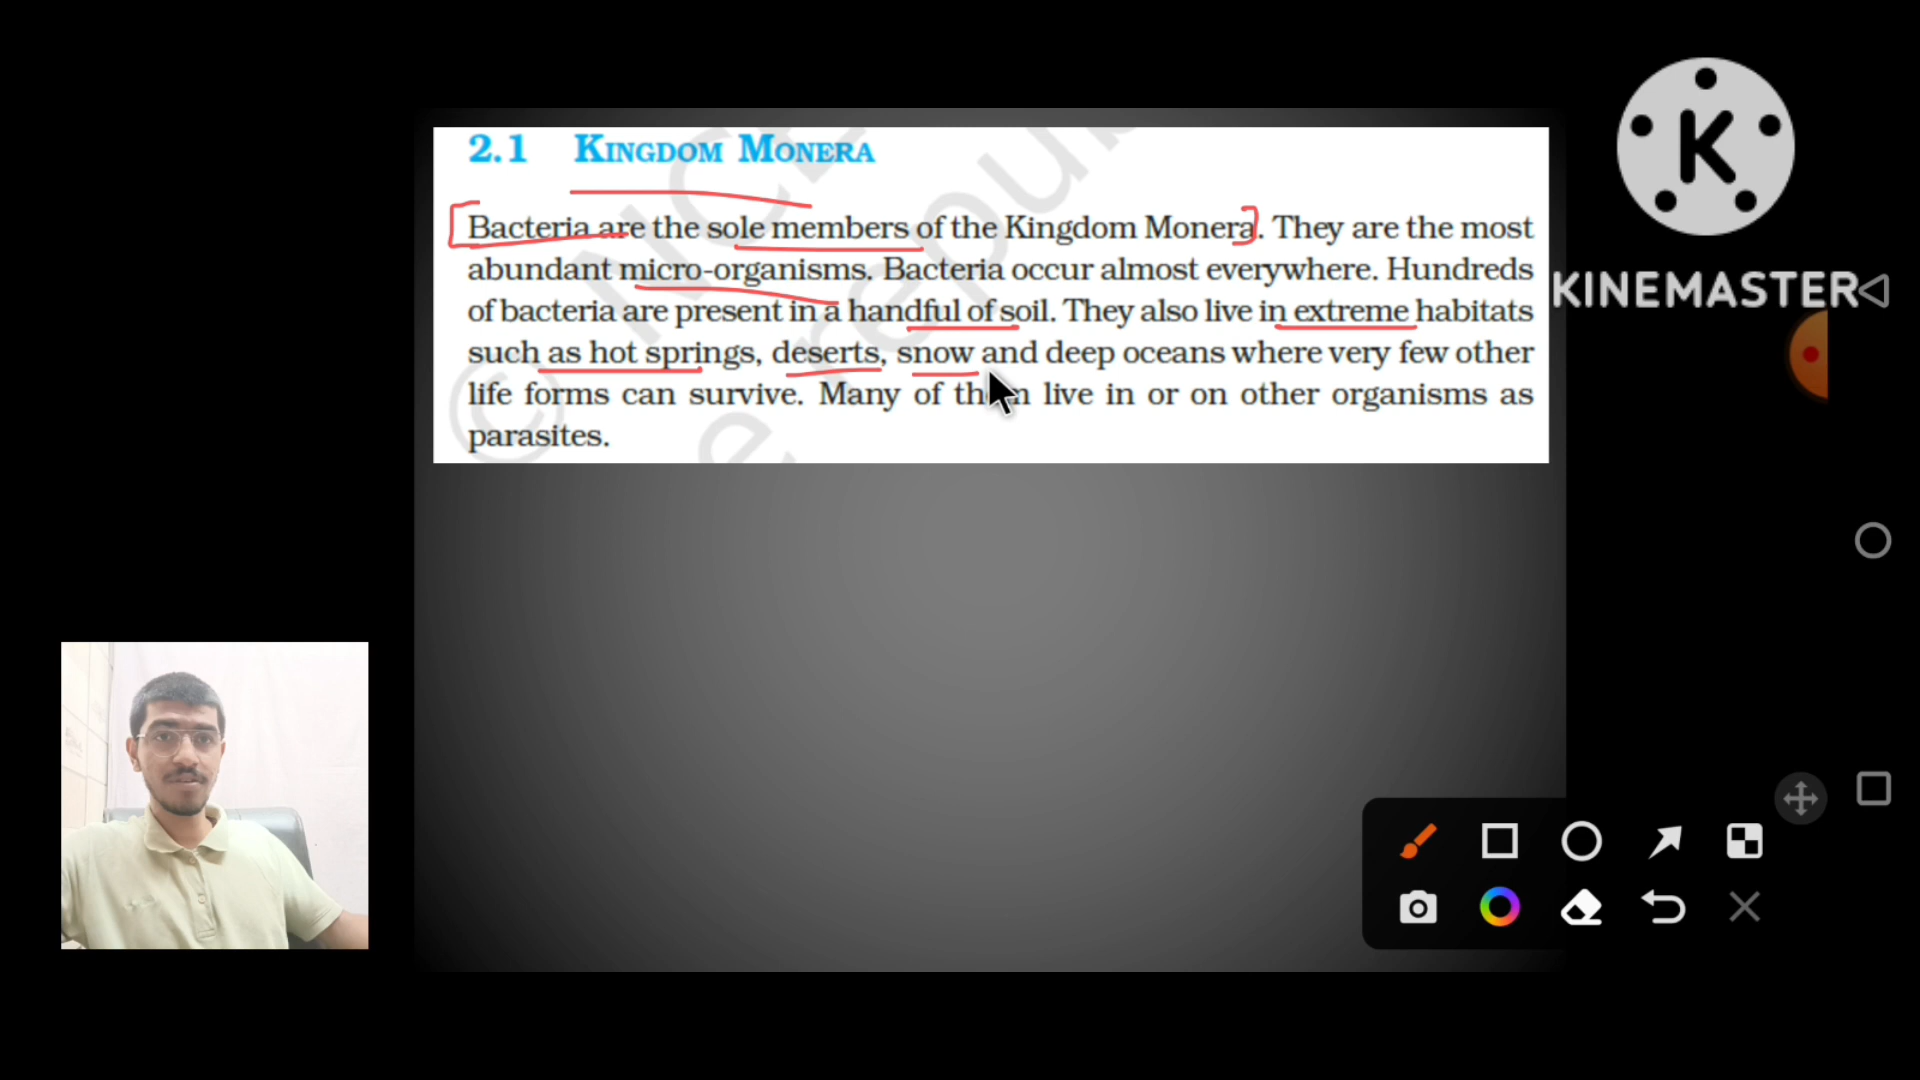 2.1 KINGDOM MONERA
Bacteria are the sole members of the Kingdom Monera. They are the most
abundant micro-organisms. Bacteria occur almost everywhere. Hundreds
of bacteria are present in a handful of soil. They also live in extreme habitats
such as hot springs, deserts, snow and deep oceans where very few other
life forms can survive. Many of them live in or on other organisms as
parasites.
K
KINEMASTER